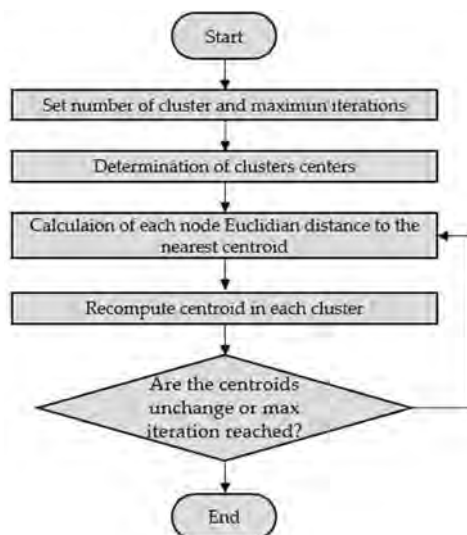 Start
Set number of cluster and maximun iterations
Determination of clusters centers
Calculaion of each node Euclidian distance to the
nearest centroid
Recompute centroid in each cluster
Are the centroids
unchange or max
iteration reached?
End